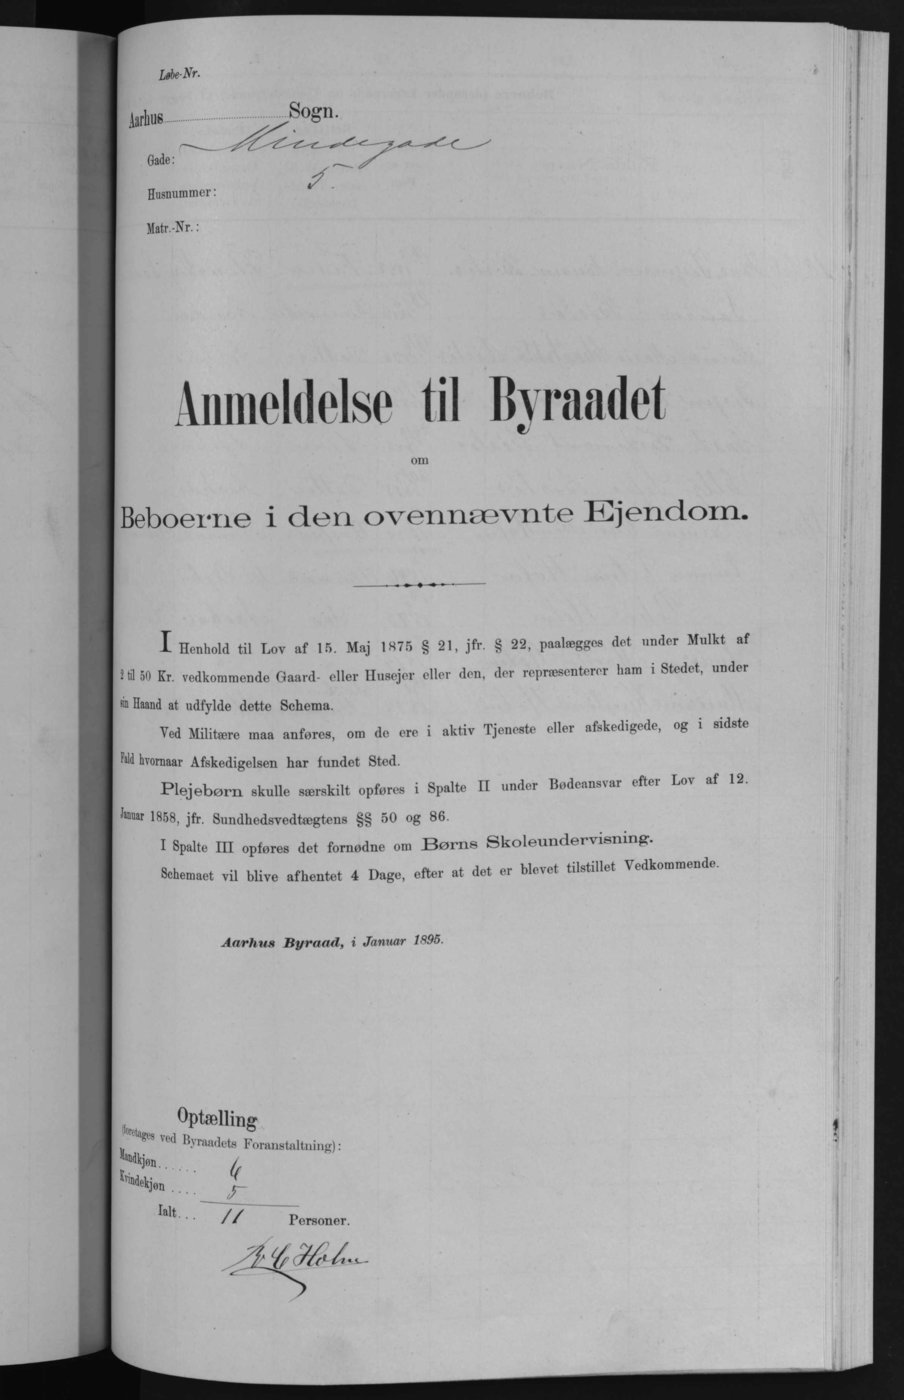 Løbe-Nr.
Aarhus Sogn.
Gade: Mindegade
Husnummer: 5.
Matr.-Nr.:
Anmeldelse til Byraadet
om
Beboerne i den ovennævnte Ejendom.
I Henhold til Lov af 15. Maj 1875 § 21, jfr. § 22, paalægges det under Mulkt af
2 til 50 Kr. vedkommende Gaard- eller Husejer eller den, der repræsenterer ham i Stedet, under
sin Haand at udfylde dette Schema.
Ved Militære maa anføres, om de ere i aktiv Tjeneste eller afskedigede, og i sidste
Fald hvornaar Afskedigelsen har fundet Sted.
Plejebørn skulle særskilt opføres i Spalte II under Bødeansvar efter Lov af 12.
Januar 1858, jfr. Sundhedsvedtægtens §§ 50 og 86.
I Spalte III opføres det fornødne om Børns Skoleundervisning.
Schemaet vil blive afhentet 4 Dage, efter at det er blevet tilstillet Vedkommende.
Aarhus Byraad, i Januar 1895.
Optælling
(foretages ved Byraadets Foranstaltning):
Mandkjøn...... 6
Kvindekjøn .... 5
Ialt... 11 Personer.
Holm